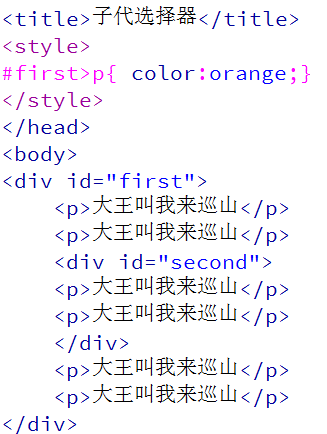 <title>子代选择器</title>
<style>
#first>p{ color:orange;}
</style>
</head>
<body>
<div id="first">
    <p>大王叫我来巡山</p>
    <p>大王叫我来巡山</p>
    <div id="second">
    <p>大王叫我来巡山</p>
    <p>大王叫我来巡山</p>
    </div>
    <p>大王叫我来巡山</p>
    <p>大王叫我来巡山</p>
</div>